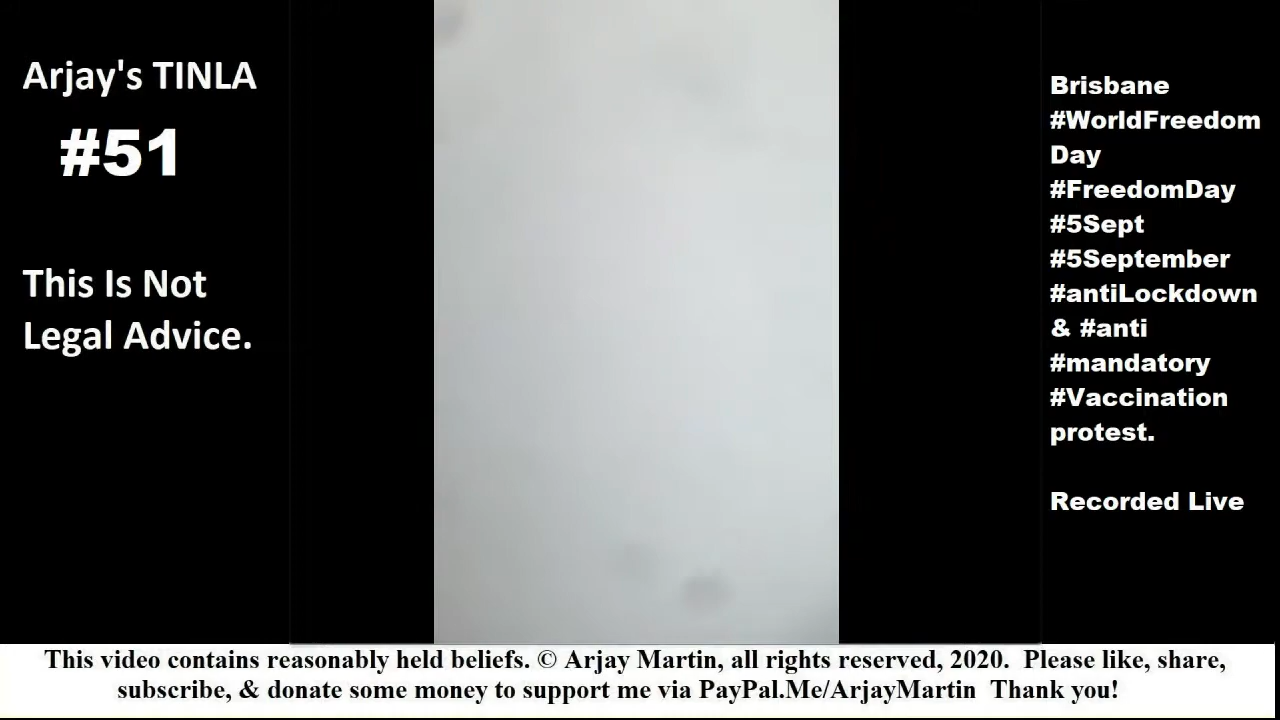 Arjay's TINLA
#51
This Is Not
Legal Advice.
Brisbane
#WorldFreedom
Day
#FreedomDay
#5Sept
#5September
#antiLockdown
& #anti
#mandatory
#Vaccination
protest.
Recorded Live
This video contains reasonably held beliefs. © Arjay Martin, all rights reserved, 2020.  Please like, share,
subscribe, & donate some money to support me via PayPal.Me/ArjayMartin  Thank you!